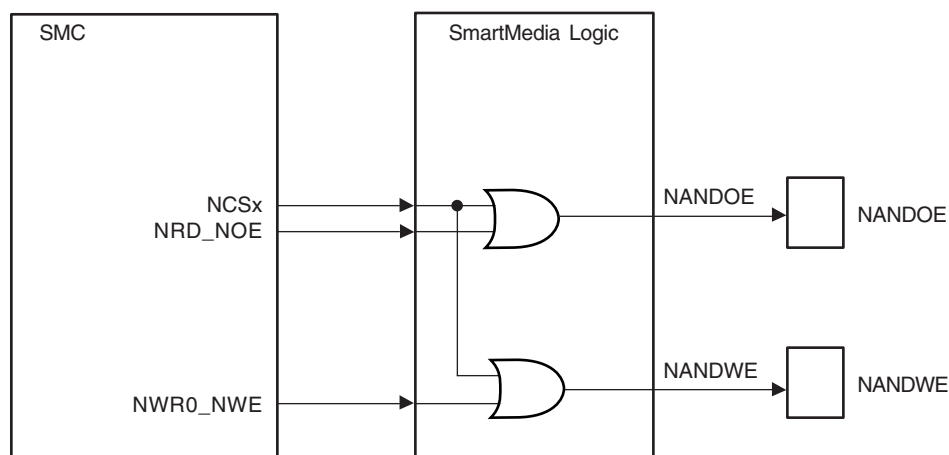 SMC
SmartMedia Logic
NCSx
NRD_NOE
NANDOE
NANDOE
NWR0_NWE
NANDWE
NANDWE